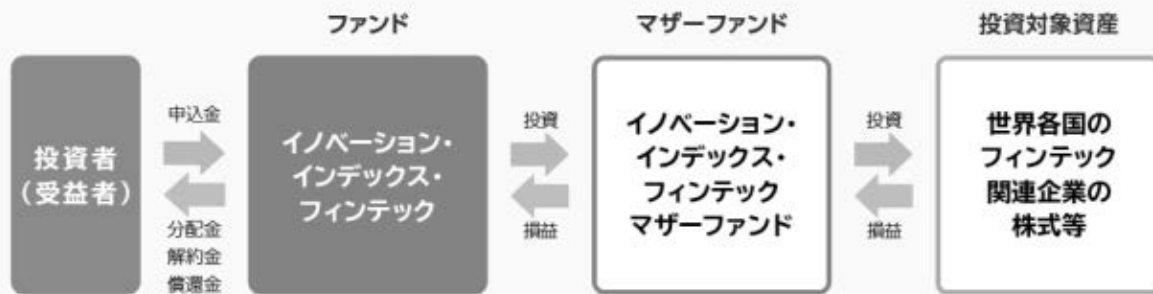 ファンド
マザーファンド
投資対象資産
投資者
（受益者）
申込金
分配金
解約金
償還金
イノベーション・
インデックス・
フィンテック
投資
損益
イノベーション・
インデックス・
フィンテック
マザーファンド
投資
損益
世界各国の
フィンテック
関連企業の
株式等